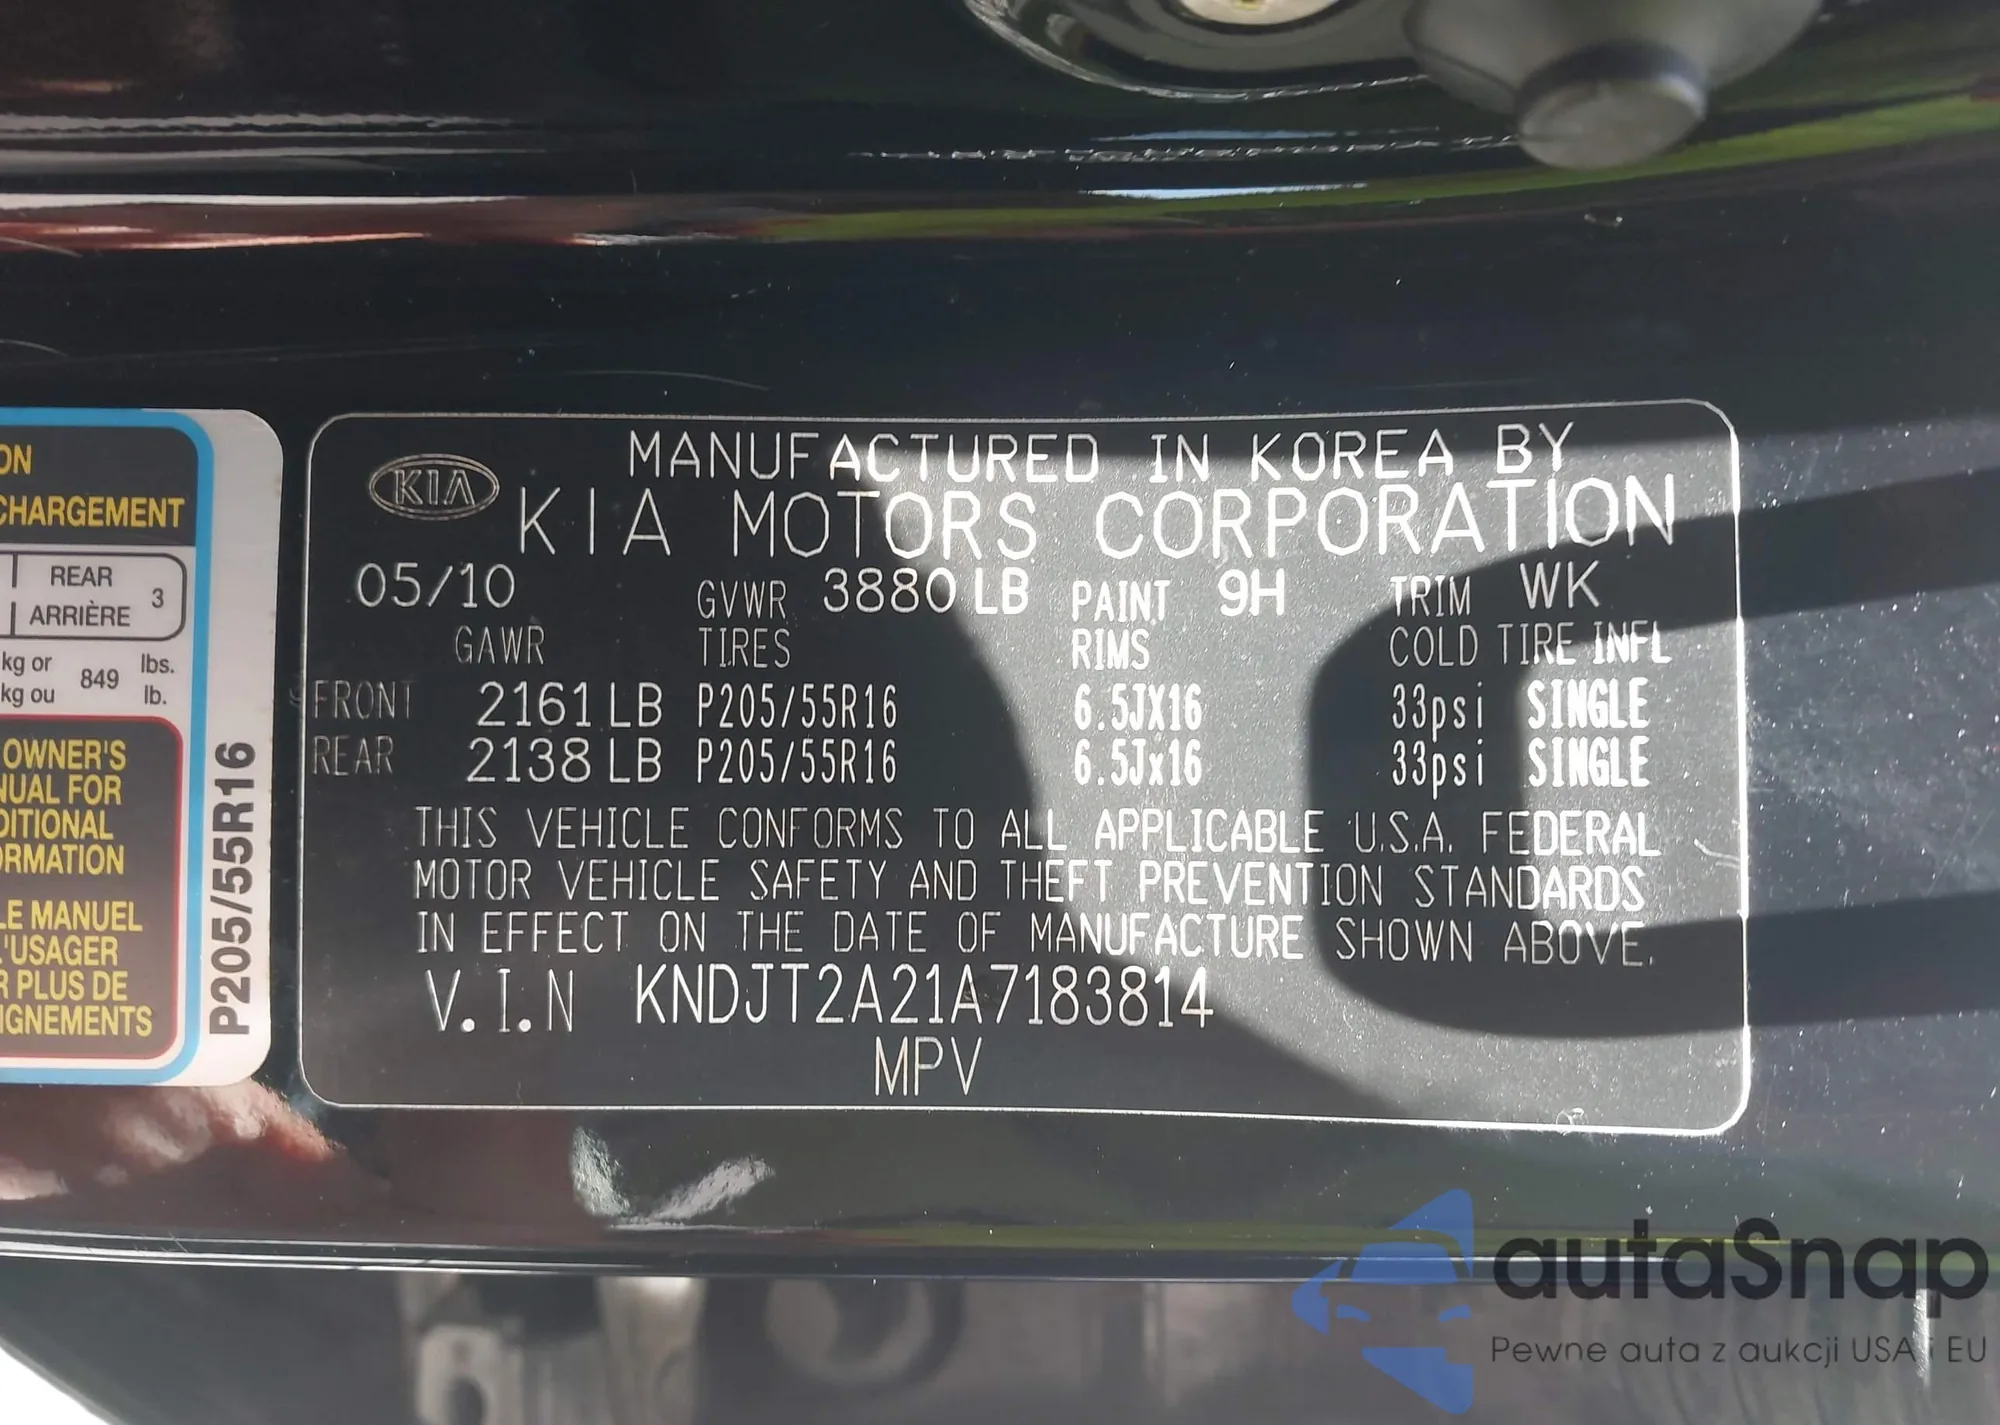 ON
CHARGEMENT
REAR
ARRIÈRE 3
kg or 849 lbs.
kg ou lb.
OWNER'S
NUAL FOR
DITIONAL
ORMATION
LE MANUEL
L'USAGER
R PLUS DE
IGNEMENTS
P205/55R16
KIA
MANUFACTURED IN KOREA BY
KIA MOTORS CORPORATION
05/10 GVWR 3880 LB PAINT 9H TRIM WK
GAWR TIRES RIMS COLD TIRE INFL
FRONT 2161 LB P205/55R16 6.5JX16 33psi SINGLE
REAR 2138 LB P205/55R16 6.5Jx16 33psi SINGLE
THIS VEHICLE CONFORMS TO ALL APPLICABLE U.S.A. FEDERAL
MOTOR VEHICLE SAFETY AND THEFT PREVENTION STANDARDS
IN EFFECT ON THE DATE OF MANUFACTURE SHOWN ABOVE.
V.I.N KNDJT2A21A7183814
MPV
autaSnap
Pewne auta z aukcji USA i EU